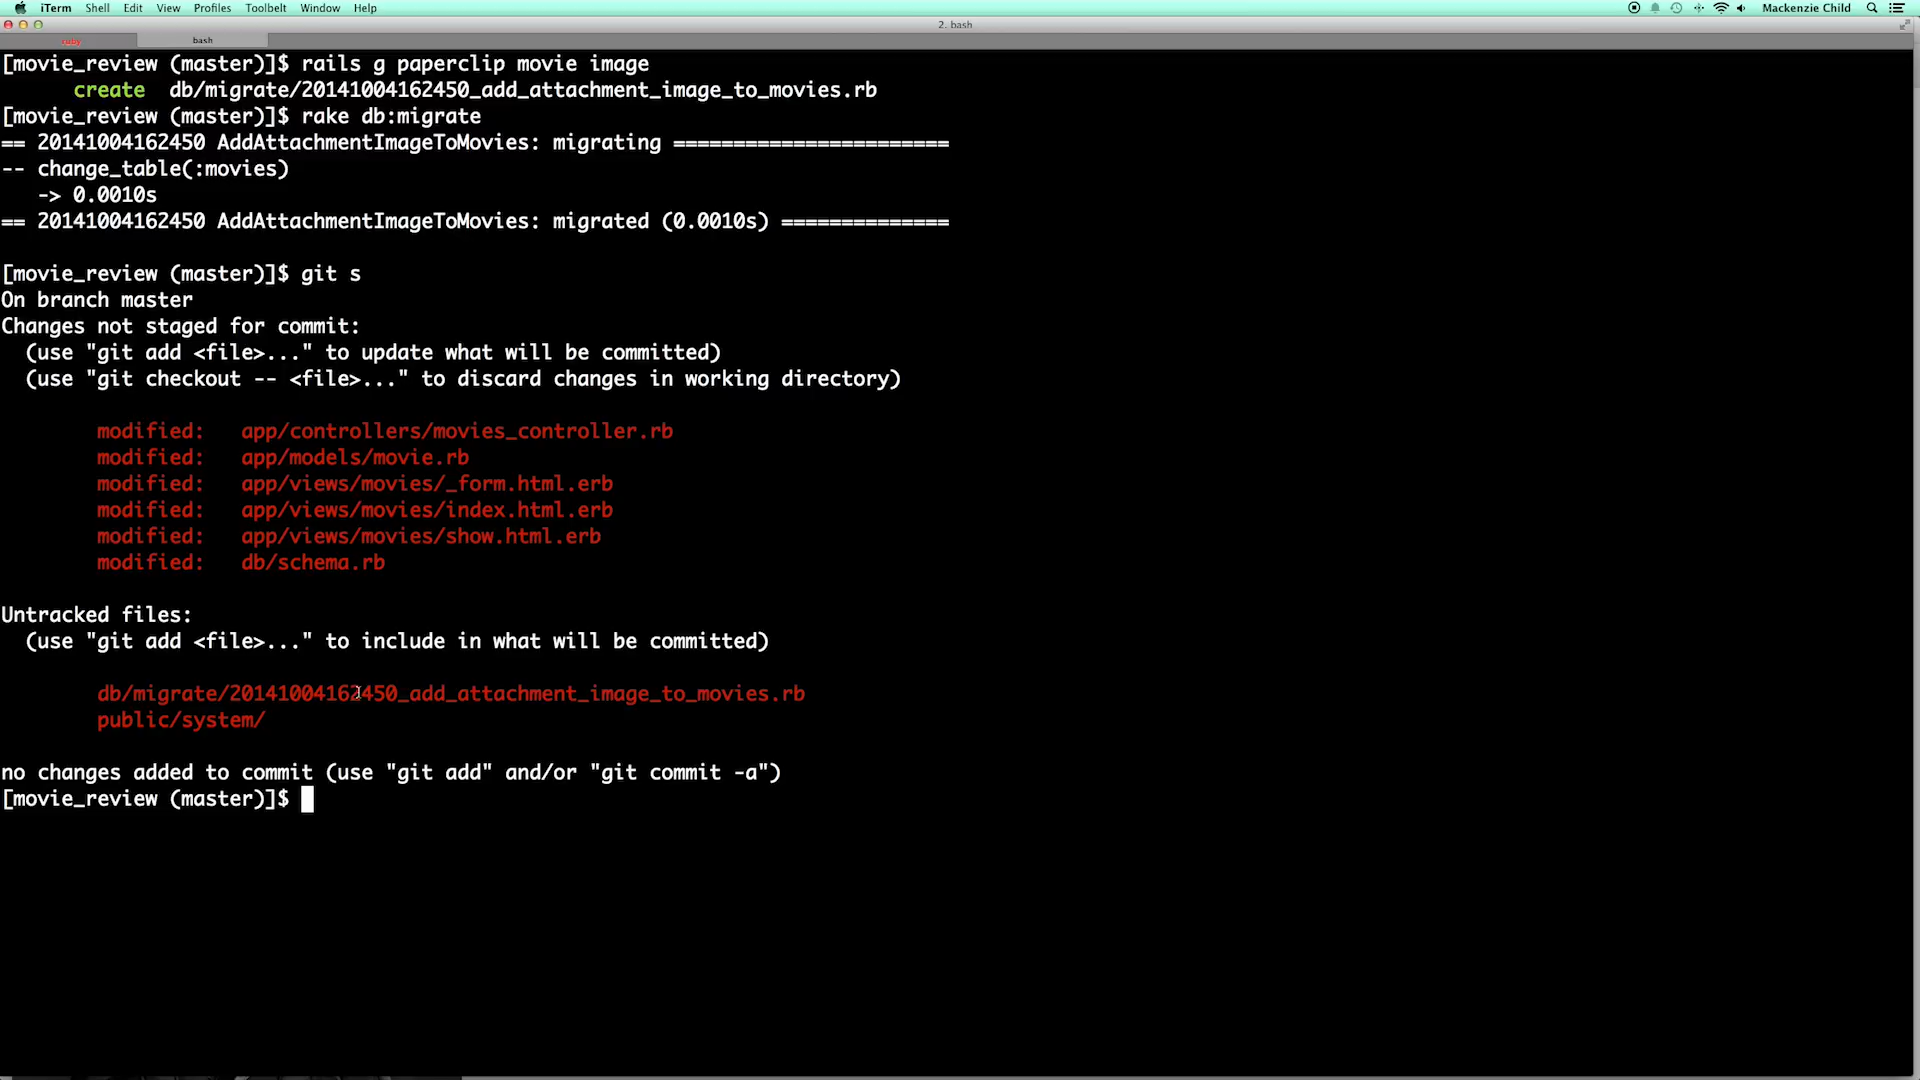 iTerm Shell Edit View Profiles Toolbelt Window Help Mackenzie Child
2. bash
ruby bash
[movie_review (master)]$ rails g paperclip movie image
create db/migrate/20141004162450_add_attachment_image_to_movies.rb
[movie_review (master)]$ rake db:migrate
== 20141004162450 AddAttachmentImageToMovies: migrating =======================
-- change_table(:movies)
-> 0.0010s
== 20141004162450 AddAttachmentImageToMovies: migrated (0.0010s) ==============
[movie_review (master)]$ git s
On branch master
Changes not staged for commit:
(use "git add <file>..." to update what will be committed)
(use "git checkout -- <file>..." to discard changes in working directory)
modified: app/controllers/movies_controller.rb
modified: app/models/movie.rb
modified: app/views/movies/_form.html.erb
modified: app/views/movies/index.html.erb
modified: app/views/movies/show.html.erb
modified: db/schema.rb
Untracked files:
(use "git add <file>..." to include in what will be committed)
db/migrate/20141004162450_add_attachment_image_to_movies.rb
public/system/
no changes added to commit (use "git add" and/or "git commit -a")
[movie_review (master)]$